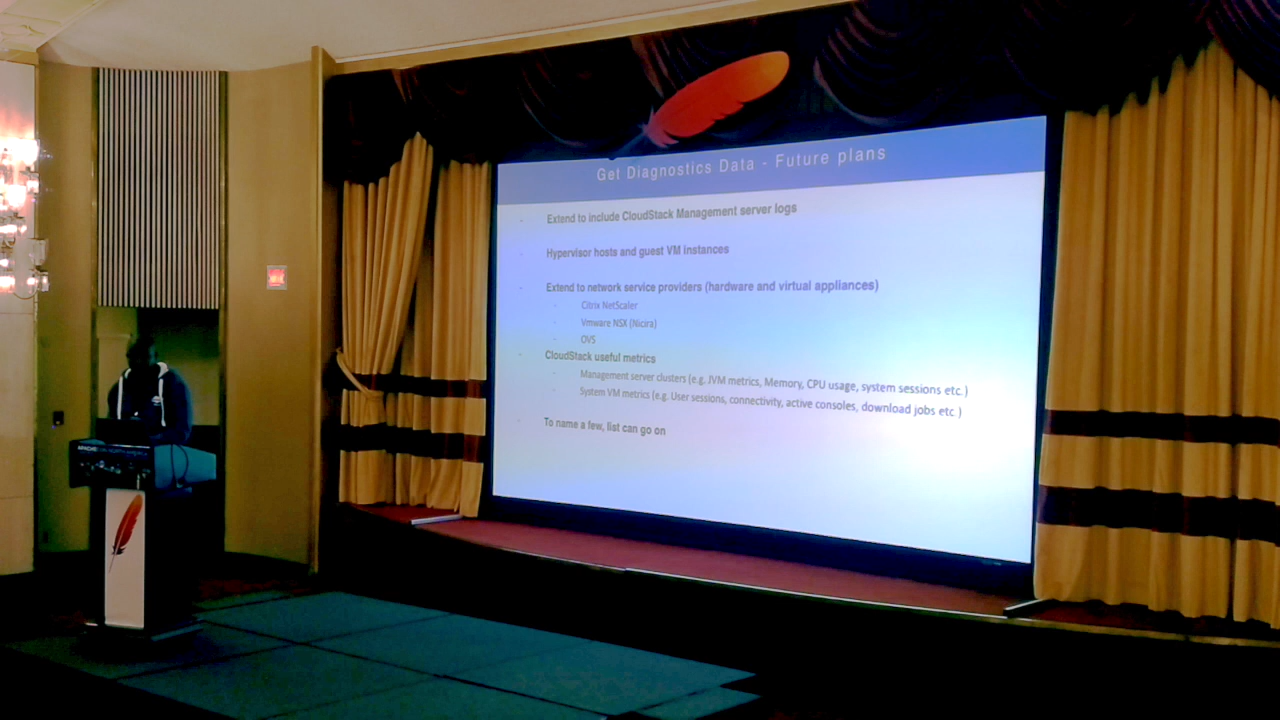 Get Diagnostics Data - Future plans
- Extend to include CloudStack Management server logs
- Hypervisor hosts and guest VM instances
- Extend to network service providers (hardware and virtual appliances)
- Citrix NetScaler
- Vmware NSX (Nicira)
- OVS
- CloudStack useful metrics
- Management server clusters (e.g. JVM metrics, Memory, CPU usage, system sessions etc.)
- System VM metrics (e.g. User sessions, connectivity, active consoles, download jobs etc.)
- To name a few, list can go on
APACHECON NORTH AMERICA